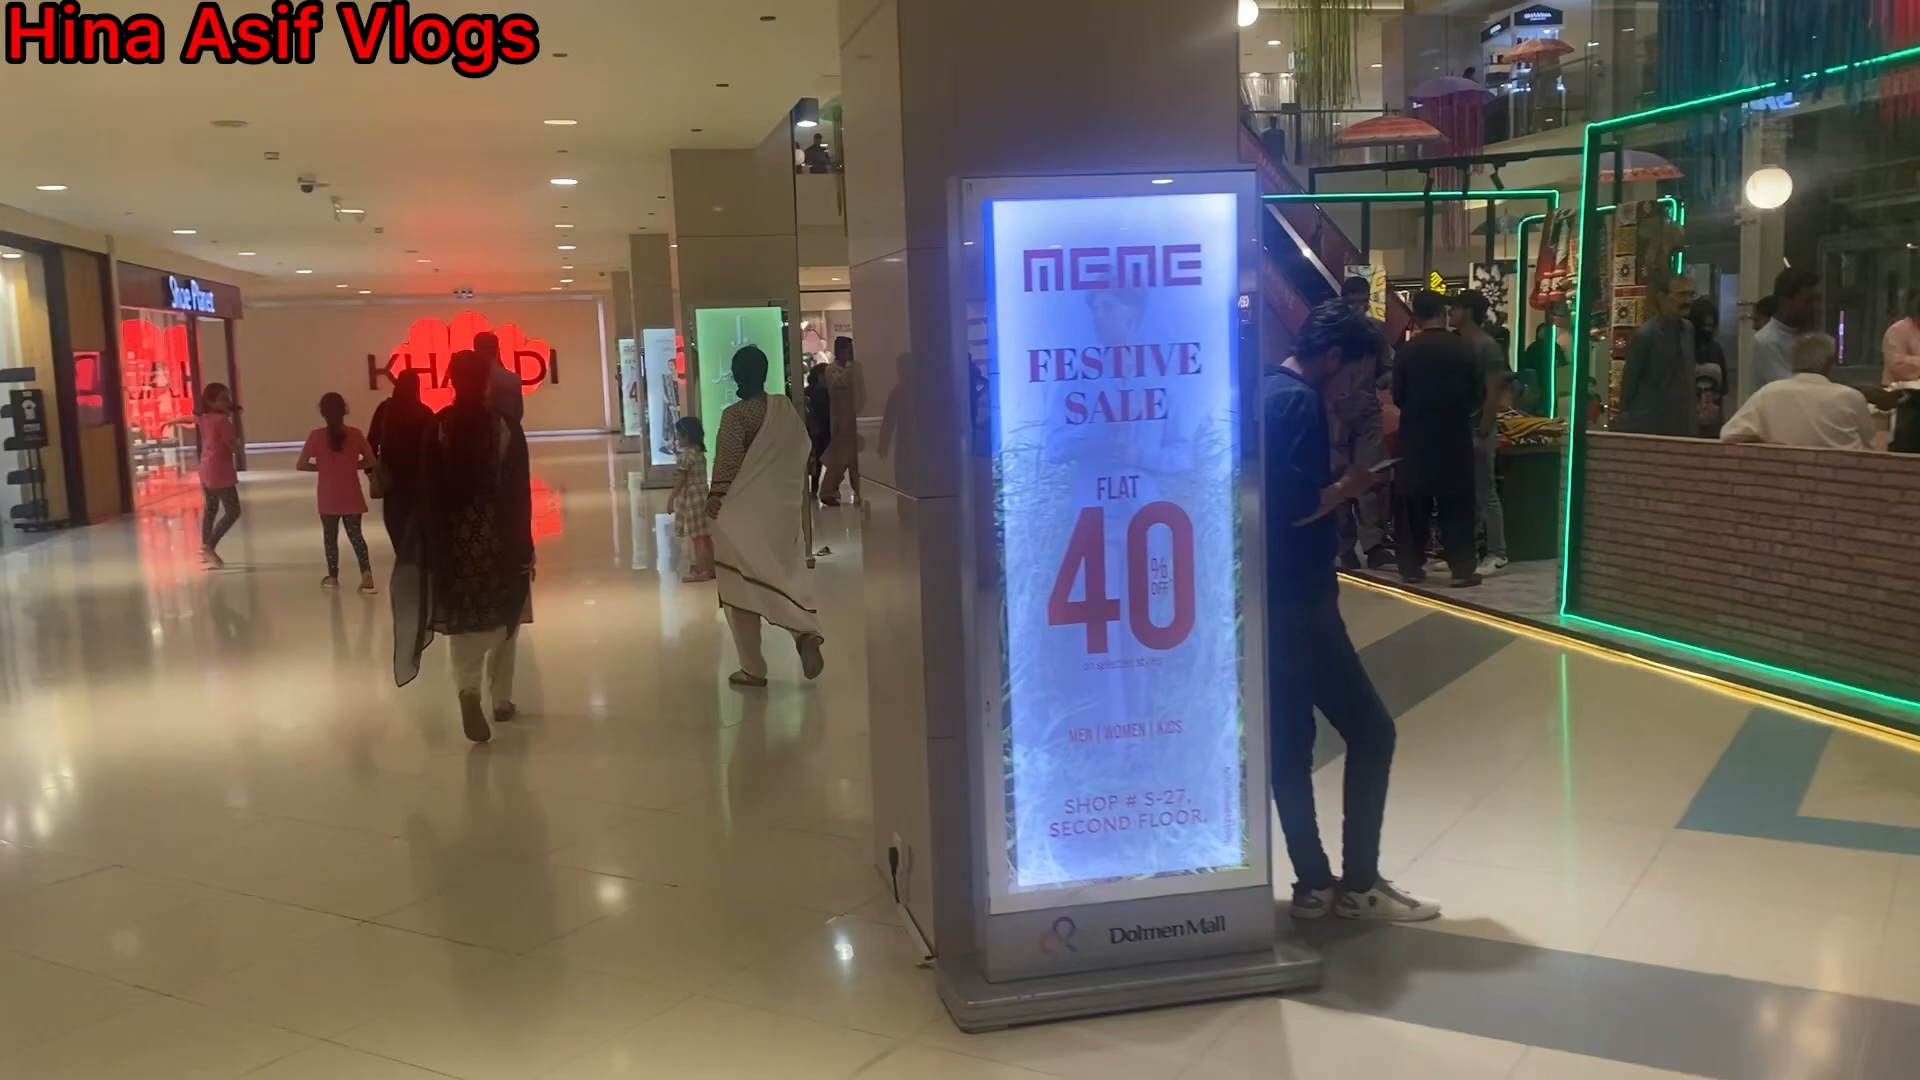 Hina Asif Vlogs
Shoe Planet
KHAADI
J.
MEME
FESTIVE
SALE
FLAT
40
% OFF
on selected styles
MEN | WOMEN | KIDS
SHOP # S-27,
SECOND FLOOR.
Dolmen Mall